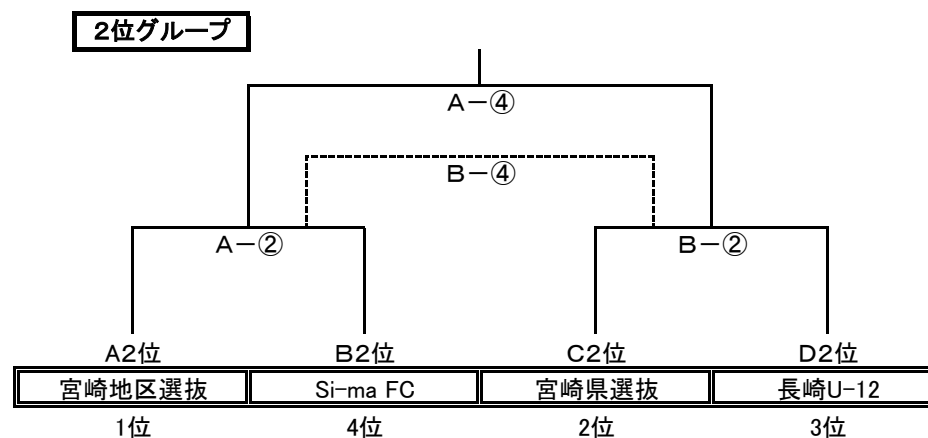 ２位グループ
Ａ－④
Ｂ－④
Ａ－② Ｂ－②
A2位 B2位 C2位 D2位
宮崎地区選抜 Si-ma FC 宮崎県選抜 長崎U-12
1位 4位 2位 3位